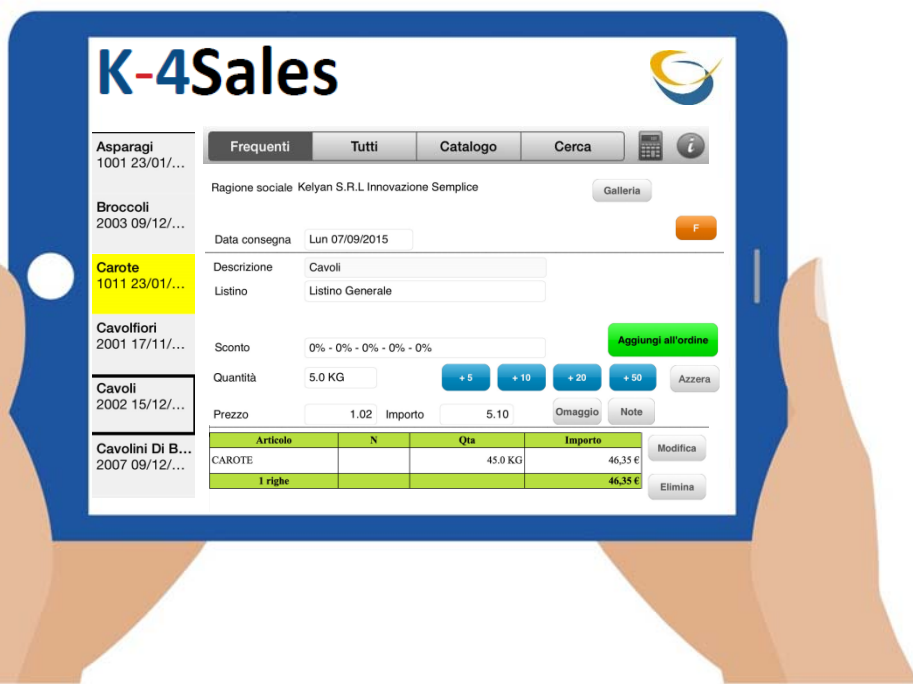 K-4Sales
Asparagi
1001 23/01/...
Broccoli
2003 09/12/...
Carote
1011 23/01/...
Cavolfiori
2001 17/11/...
Cavoli
2002 15/12/...
Cavolini Di B...
2007 09/12/...
Frequenti Tutti Catalogo Cerca i
Ragione sociale Kelyan S.R.L Innovazione Semplice
Galleria
F
Data consegna Lun 07/09/2015
Descrizione Cavoli
Listino Listino Generale
Aggiungi all'ordine
Sconto 0% - 0% - 0% - 0% - 0%
Quantità 5.0 KG +5 +10 +20 +50 Azzera
Prezzo 1.02 Importo 5.10 Omaggio Note
Articolo N Qta Importo
Modifica
CAROTE 45.0 KG 46,35 €
1 righe 46,35 €
Elimina